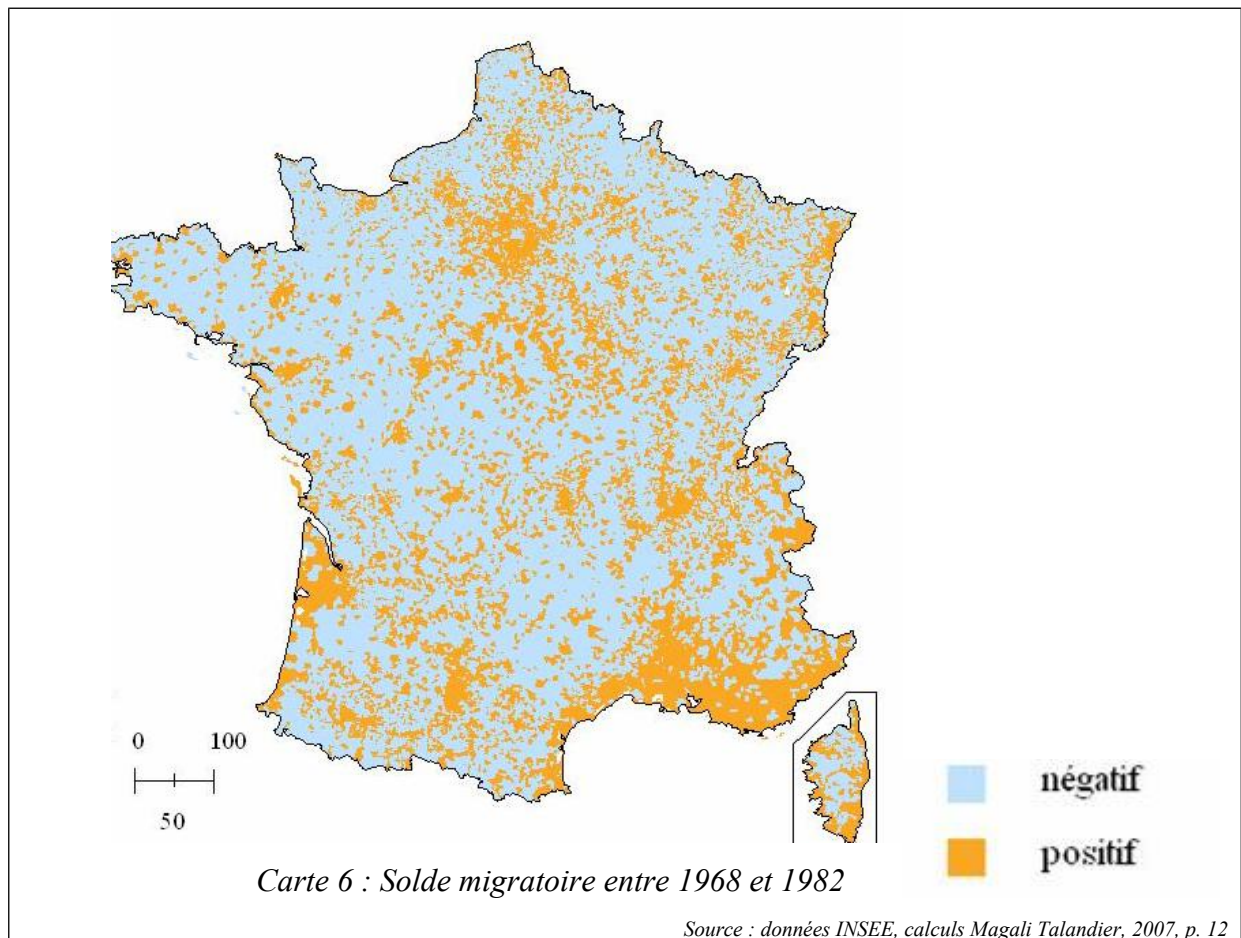 0 100
50
négatif
positif
Carte 6 : Solde migratoire entre 1968 et 1982
Source : données INSEE, calculs Magali Talandier, 2007, p. 12